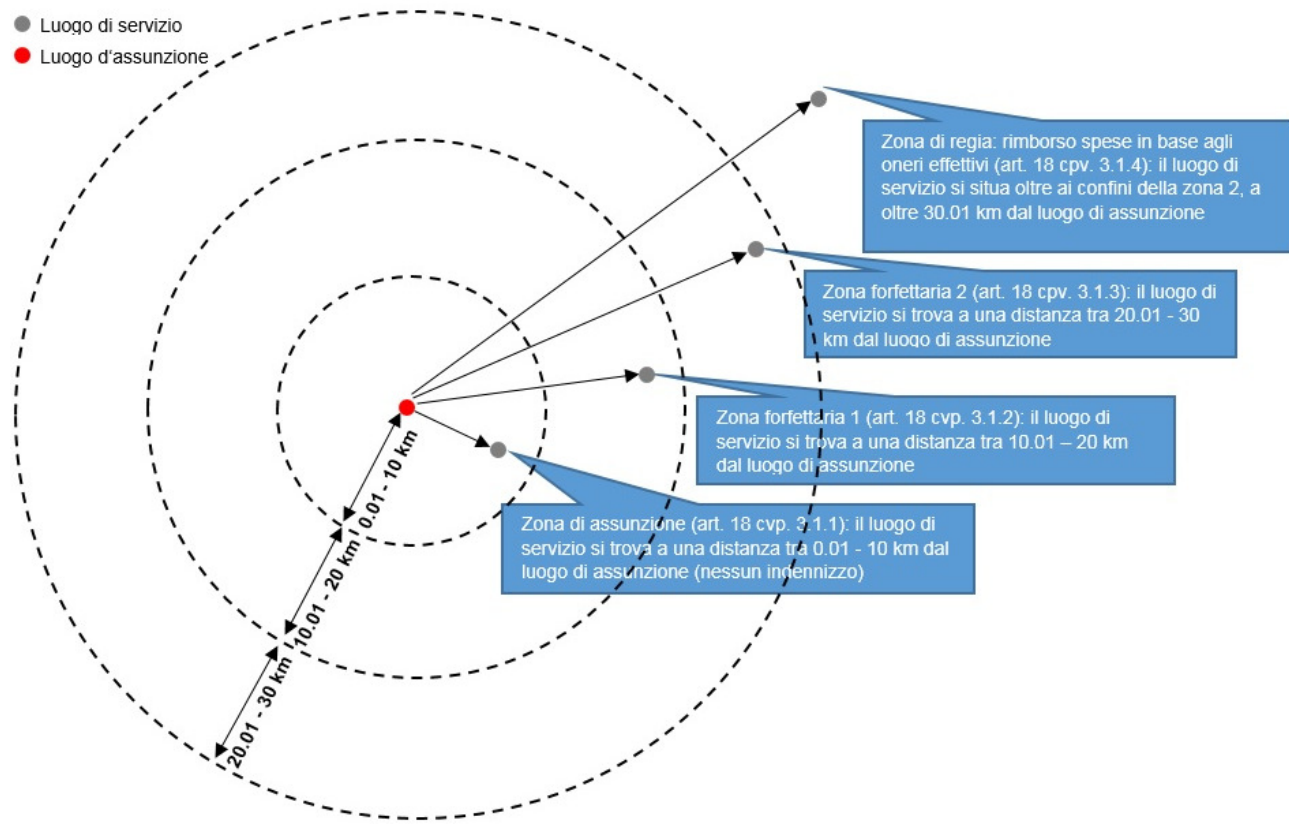 Luogo di servizio
Luogo d'assunzione
Zona di regia: rimborso spese in base agli
oneri effettivi (art. 18 cpv. 3.1.4): il luogo di
servizio si situa oltre ai confini della zona 2, a
oltre 30.01 km dal luogo di assunzione
Zona forfettaria 2 (art. 18 cpv. 3.1.3): il luogo di
servizio si trova a una distanza tra 20.01 - 30
km dal luogo di assunzione
Zona forfettaria 1 (art. 18 cvp. 3.1.2): il luogo di
servizio si trova a una distanza tra 10.01 – 20 km
dal luogo di assunzione
Zona di assunzione (art. 18 cvp. 3.1.1): il luogo di
servizio si trova a una distanza tra 0.01 - 10 km dal
luogo di assunzione (nessun indennizzo)
0.01 - 10 km
10.01 - 20 km
20.01 - 30 km